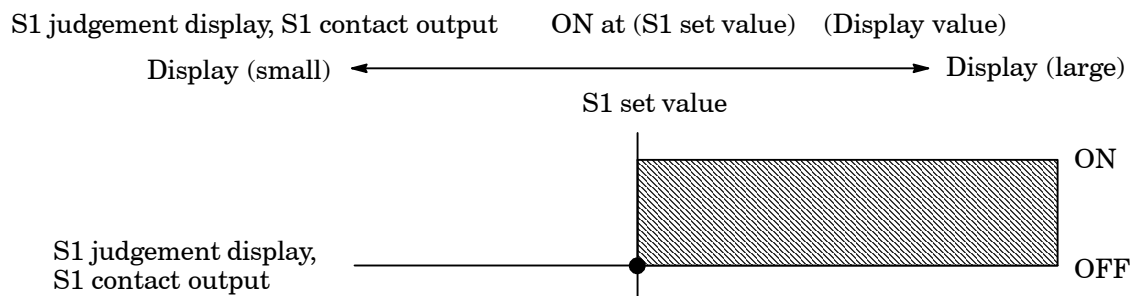 S1 judgement display, S1 contact output ON at (S1 set value) (Display value)
Display (small) Display (large)
S1 set value
ON
S1 judgement display,
S1 contact output
OFF